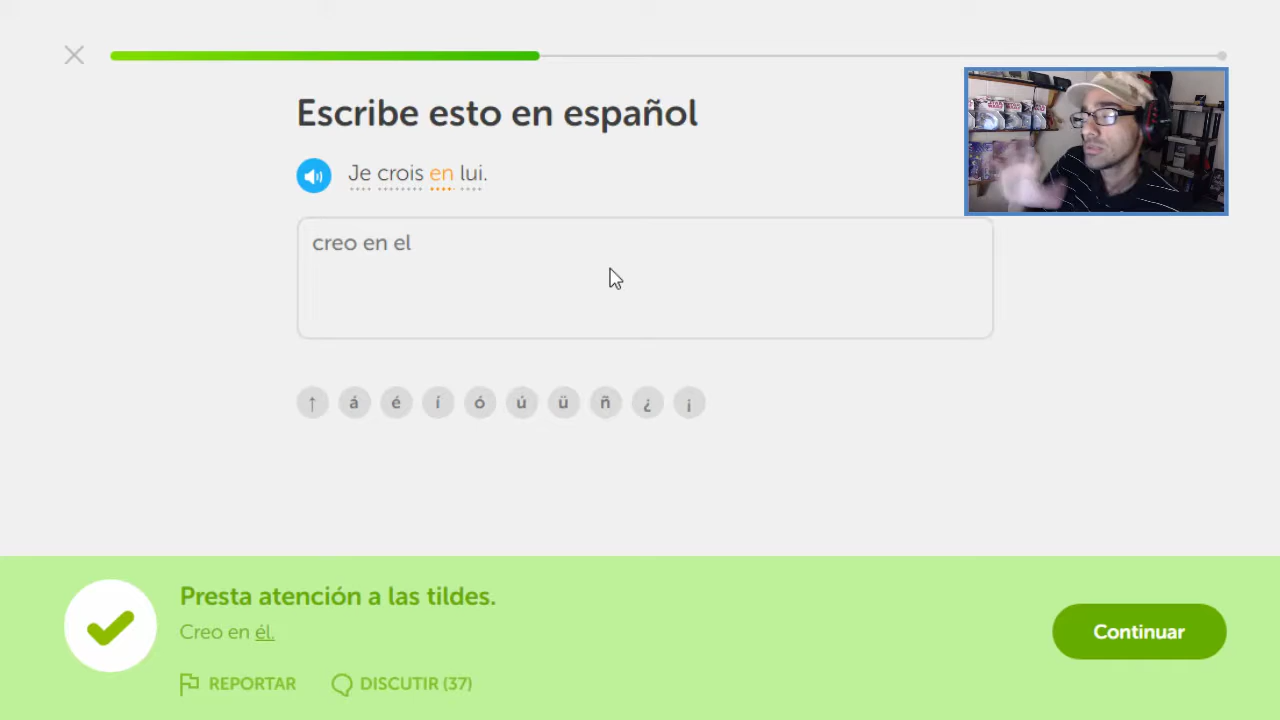 Escribe esto en español
Je crois en lui.
creo en el
↑ á é í ó ú ü ñ ¿ ¡
Presta atención a las tildes.
Creo en él.
Continuar
REPORTAR DISCUTIR (37)